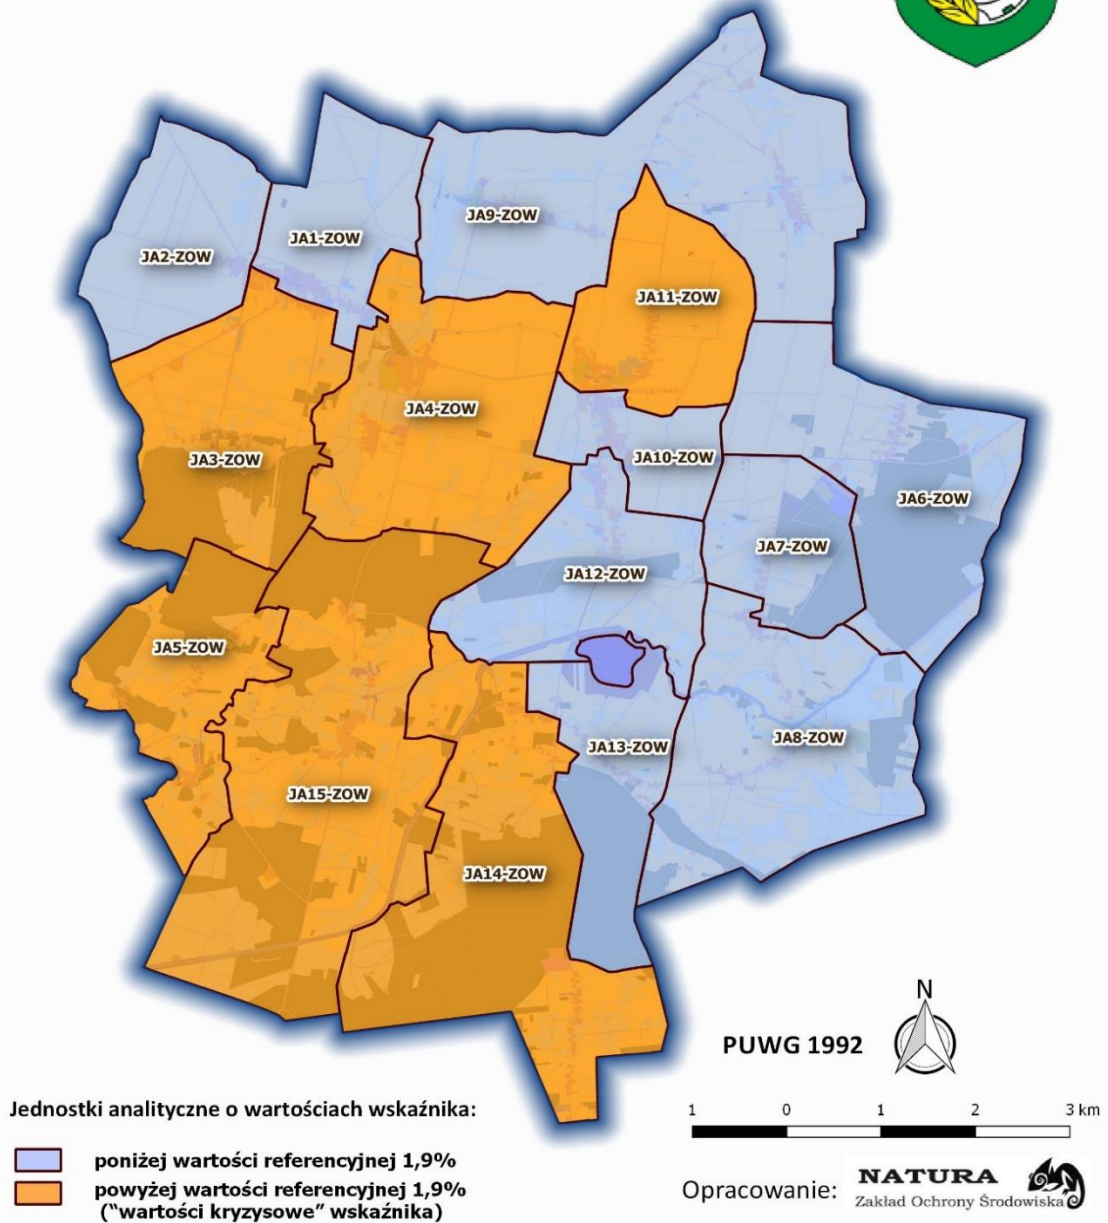 JA9-ZOW
JA1-ZOW
JA2-ZOW
JA11-ZOW
JA4-ZOW
JA3-ZOW
JA10-ZOW
JA6-ZOW
JA7-ZOW
JA12-ZOW
JA5-ZOW
JA8-ZOW
JA13-ZOW
JA15-ZOW
JA14-ZOW
N
PUWG 1992
Jednostki analityczne o wartościach wskaźnika:
poniżej wartości referencyjnej 1,9%
powyżej wartości referencyjnej 1,9%
("wartości kryzysowe" wskaźnika)
1 0 1 2 3 km
Opracowanie:
NATURA
Zakład Ochrony Środowiska